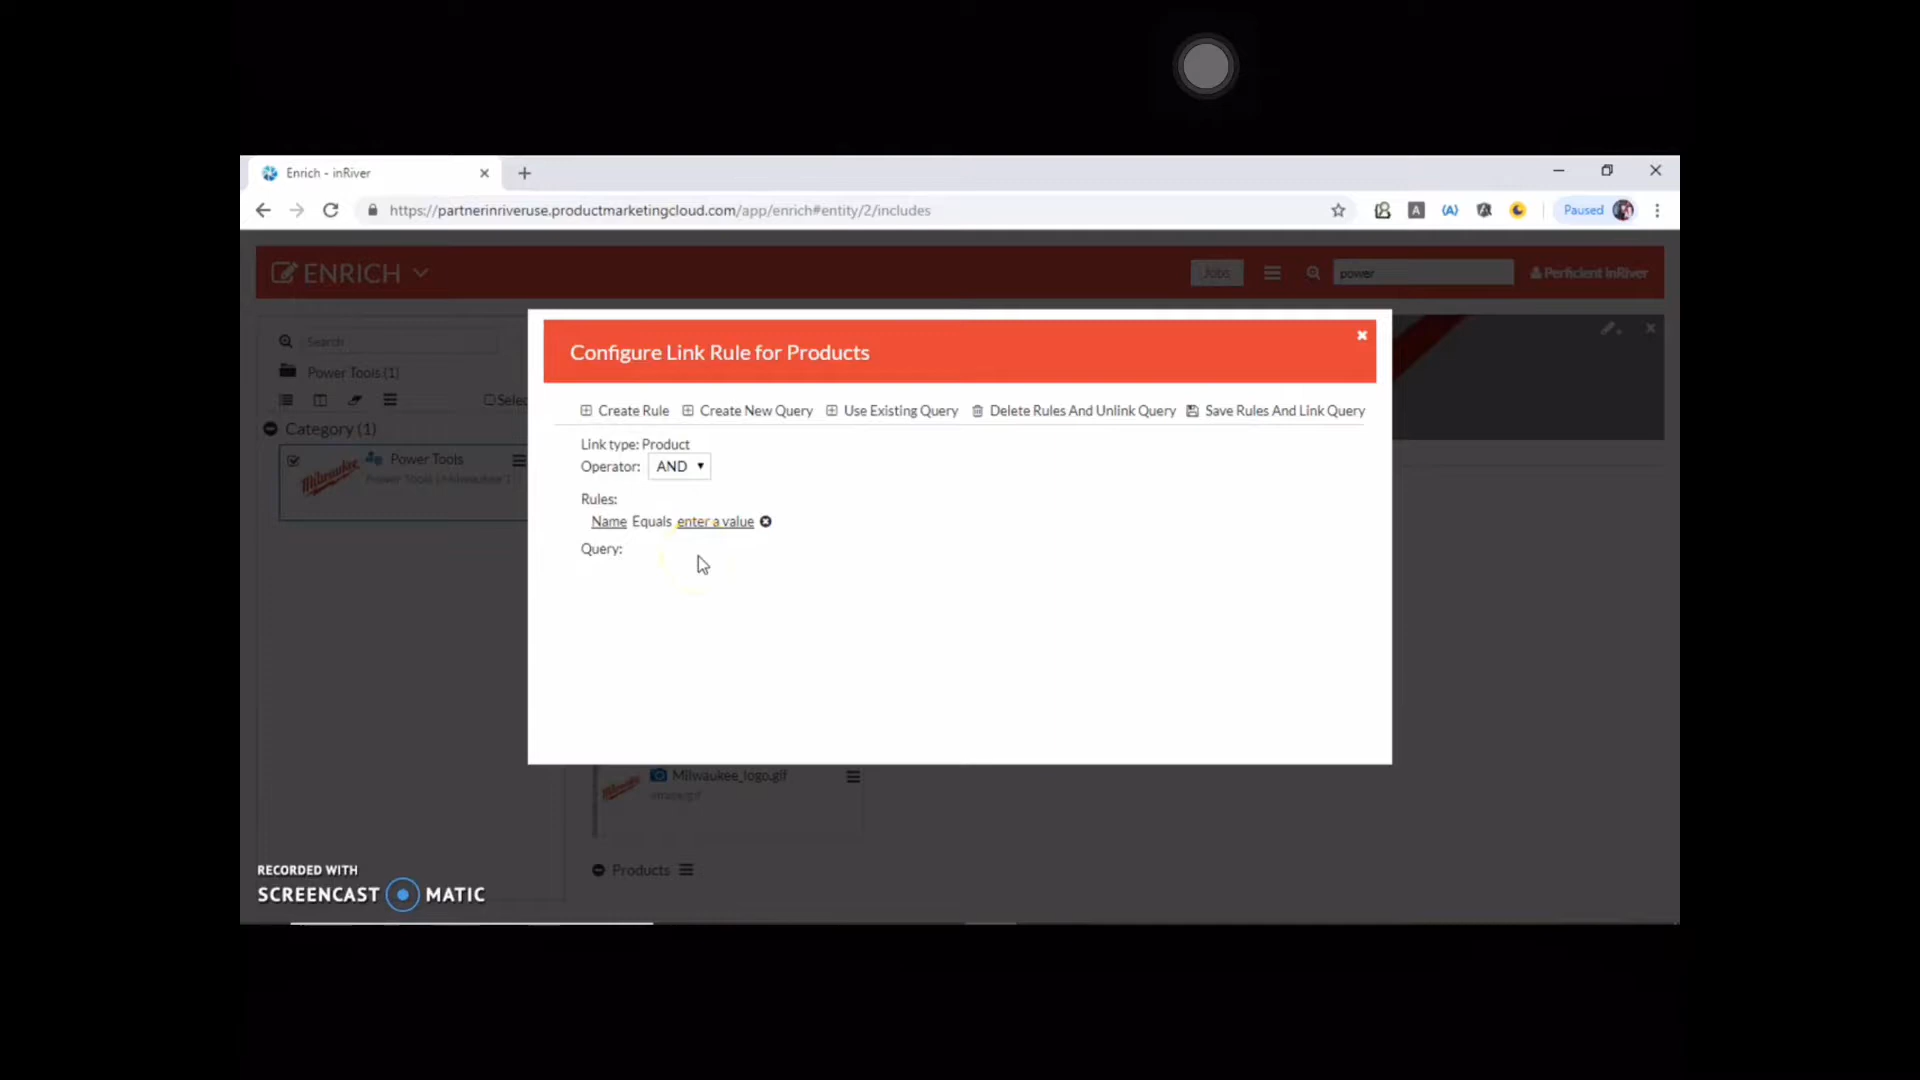 Enrich - inRiver
https://partnerinriveruse.productmarketingcloud.com/app/enrich#entity/2/includes
A
(A)
Paused
ENRICH
Jobs
power
Perficient inRiver
Search
Power Tools (1)
Selec
Category (1)
Milwaukee
Power Tools
Configure Link Rule for Products
Create Rule
Create New Query
Use Existing Query
Delete Rules And Unlink Query
Save Rules And Link Query
Link type: Product
Operator: AND
Rules:
Name Equals enter a value
Query:
Milwaukee_logo.gif
Products
RECORDED WITH
SCREENCAST MATIC